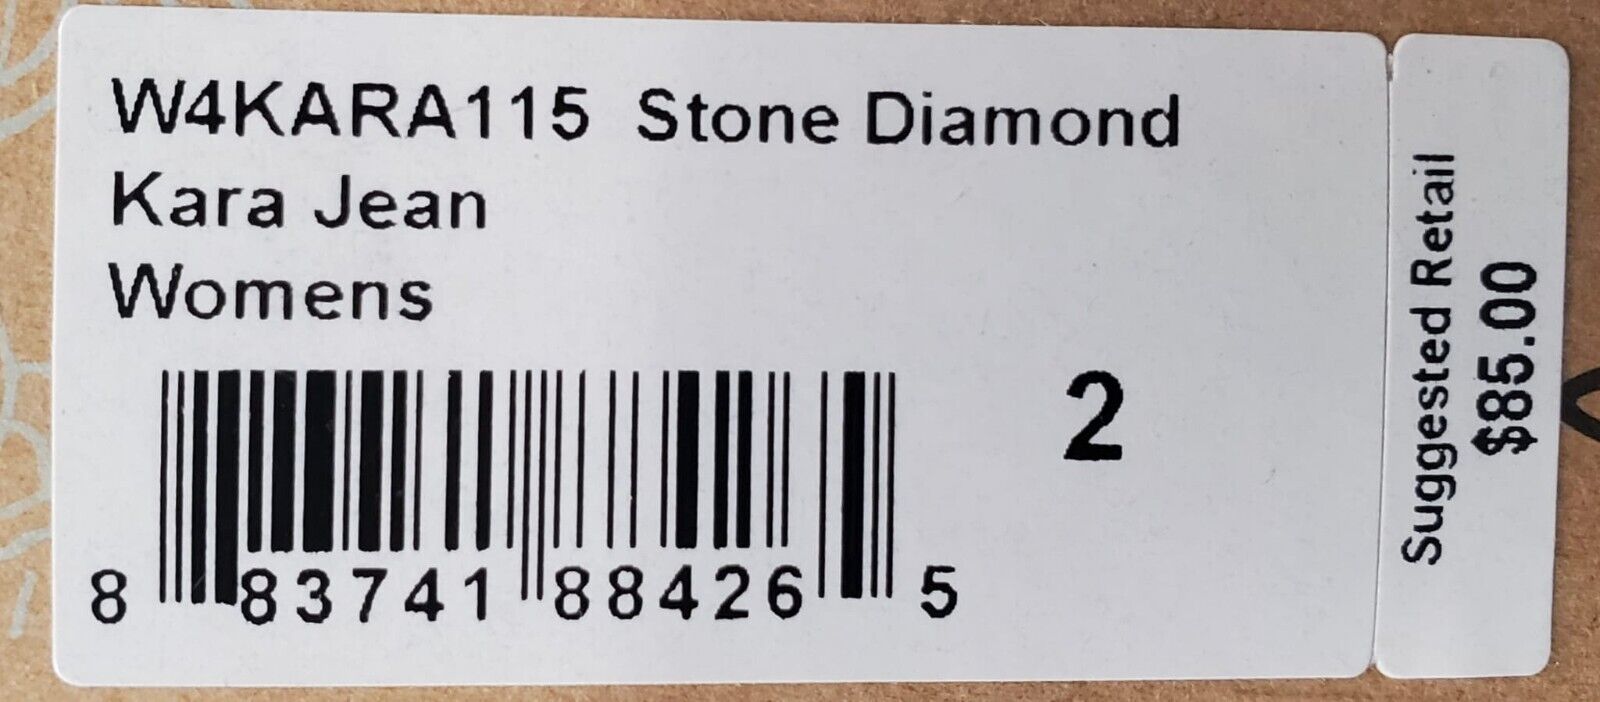 W4KARA115 Stone Diamond
Kara Jean
Womens
2
8 83741 88426 5
Suggested Retail
$85.00